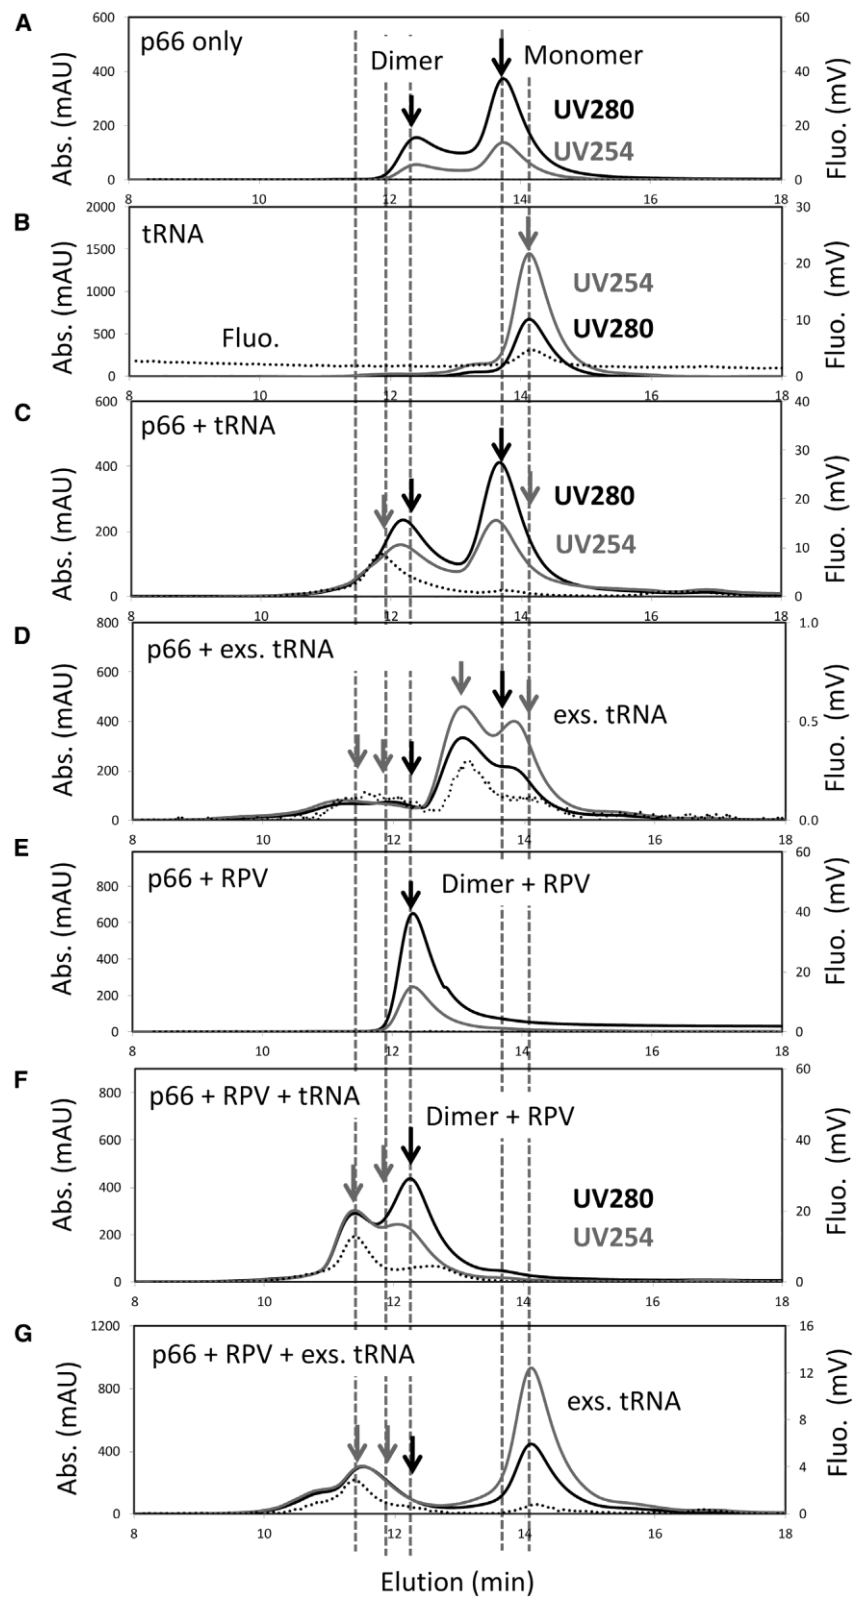 A
p66 only
Dimer
Monomer
UV280
UV254
600
400
200
0
60
40
20
0
8 10 12 14 16 18
Abs. (mAU)
Fluo. (mV)
B
tRNA
Fluo.
UV254
UV280
2000
1500
1000
500
0
30
20
10
0
8 10 12 14 16 18
Abs. (mAU)
Fluo. (mV)
C
p66 + tRNA
UV280
UV254
600
400
200
0
40
30
20
10
0
8 10 12 14 16 18
Abs. (mAU)
Fluo. (mV)
D
p66 + exs. tRNA
exs. tRNA
800
600
400
200
0
1.0
0.5
0.0
8 10 12 14 16 18
Abs. (mAU)
Fluo. (mV)
E
p66 + RPV
Dimer + RPV
800
600
400
200
0
60
40
20
0
8 10 12 14 16 18
Abs. (mAU)
Fluo. (mV)
F
p66 + RPV + tRNA
Dimer + RPV
UV280
UV254
800
600
400
200
0
60
40
20
0
8 10 12 14 16 18
Abs. (mAU)
Fluo. (mV)
G
p66 + RPV + exs. tRNA
exs. tRNA
1200
800
400
0
16
12
8
4
0
8 10 12 14 16 18
Abs. (mAU)
Fluo. (mV)
Elution (min)